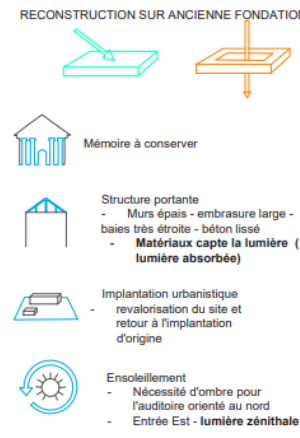 RECONSTRUCTION SUR ANCIENNE FONDATION
Mémoire à conserver
Structure portante
- Murs épais - embrasure large -
baies très étroite - béton lissé
- Matériaux capte la lumière (
lumière absorbée)
Implantation urbanistique
- revalorisation du site et
retour à l'implantation
d'origine
Ensoleillement
- Nécessité d'ombre pour
l'auditoire orienté au nord
- Entrée Est - lumière zénithale